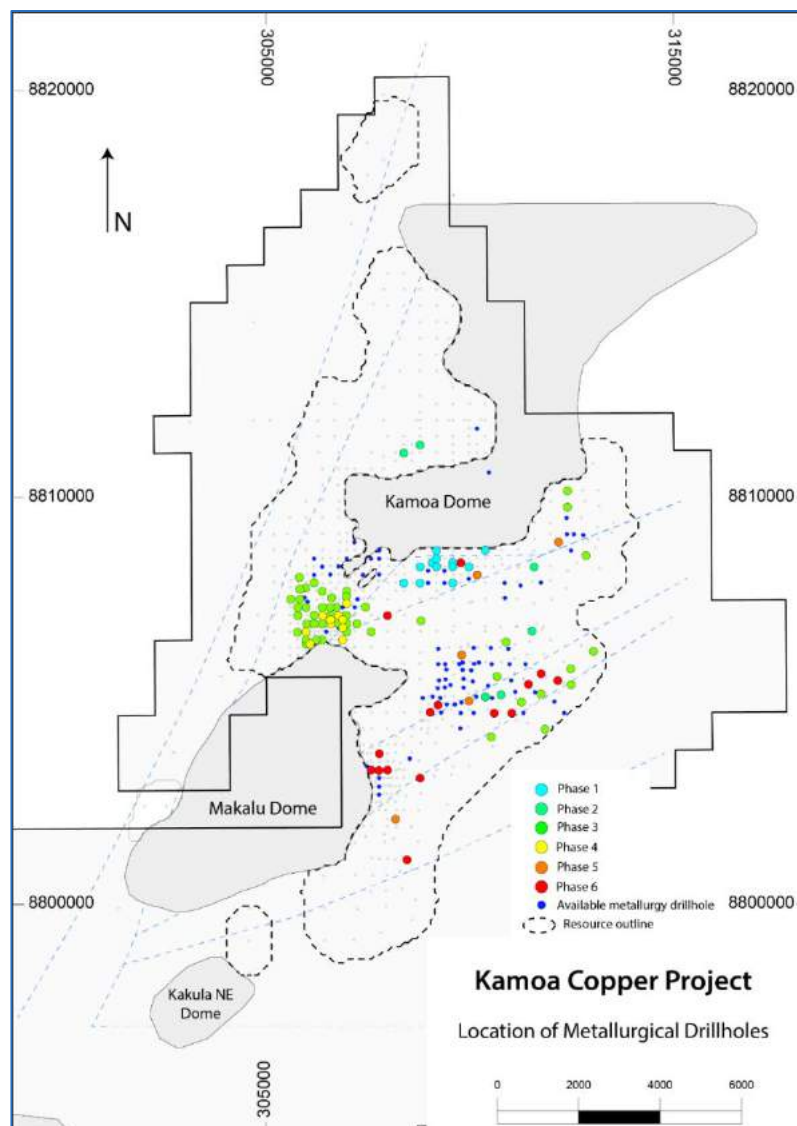 305000
315000
8820000
8820000
N
8810000
8810000
Kamoa Dome
Makalu Dome
Phase 1
Phase 2
Phase 3
Phase 4
Phase 5
Phase 6
Available metallurgy drillhole
Resource outline
8800000
8800000
Kakula NE
Dome
Kamoa Copper Project
Location of Metallurgical Drillholes
305000
0
2000
4000
6000